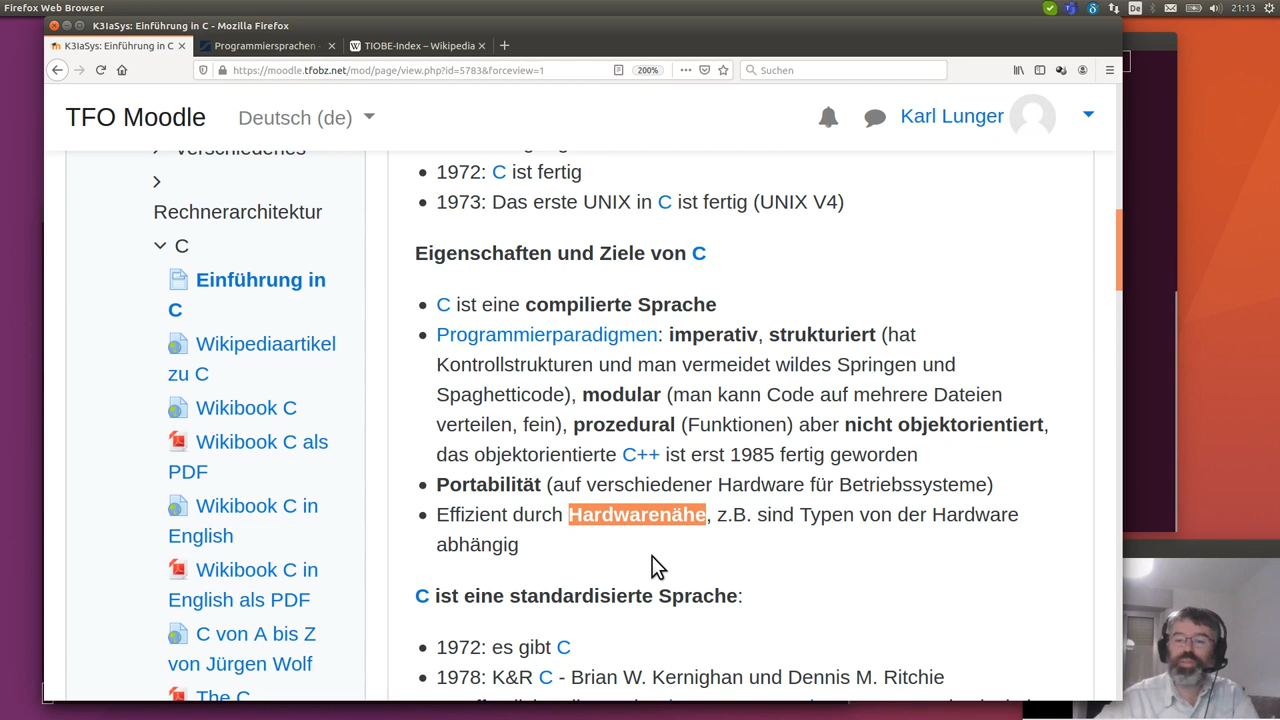 Firefox Web Browser
De
21:13
K3IaSys: Einführung in C - Mozilla Firefox
K3IaSys: Einführung in C
Programmiersprachen -
TIOBE-Index – Wikipedia
https://moodle.tfobz.net/mod/page/view.php?id=5783&forceview=1
200%
Suchen
TFO Moodle
Deutsch (de)
Karl Lunger
Verschiedenes
Rechnerarchitektur
C
Einführung in
C
Wikipediaartikel
zu C
Wikibook C
Wikibook C als
PDF
Wikibook C in
English
Wikibook C in
English als PDF
C von A bis Z
von Jürgen Wolf
The C
1972: C ist fertig
1973: Das erste UNIX in C ist fertig (UNIX V4)
Eigenschaften und Ziele von C
C ist eine compilierte Sprache
Programmierparadigmen: imperativ, strukturiert (hat
Kontrollstrukturen und man vermeidet wildes Springen und
Spaghetticode), modular (man kann Code auf mehrere Dateien
verteilen, fein), prozedural (Funktionen) aber nicht objektorientiert,
das objektorientierte C++ ist erst 1985 fertig geworden
Portabilität (auf verschiedener Hardware für Betriebssysteme)
Effizient durch Hardwarenähe, z.B. sind Typen von der Hardware
abhängig
C ist eine standardisierte Sprache:
1972: es gibt C
1978: K&R C - Brian W. Kernighan und Dennis M. Ritchie